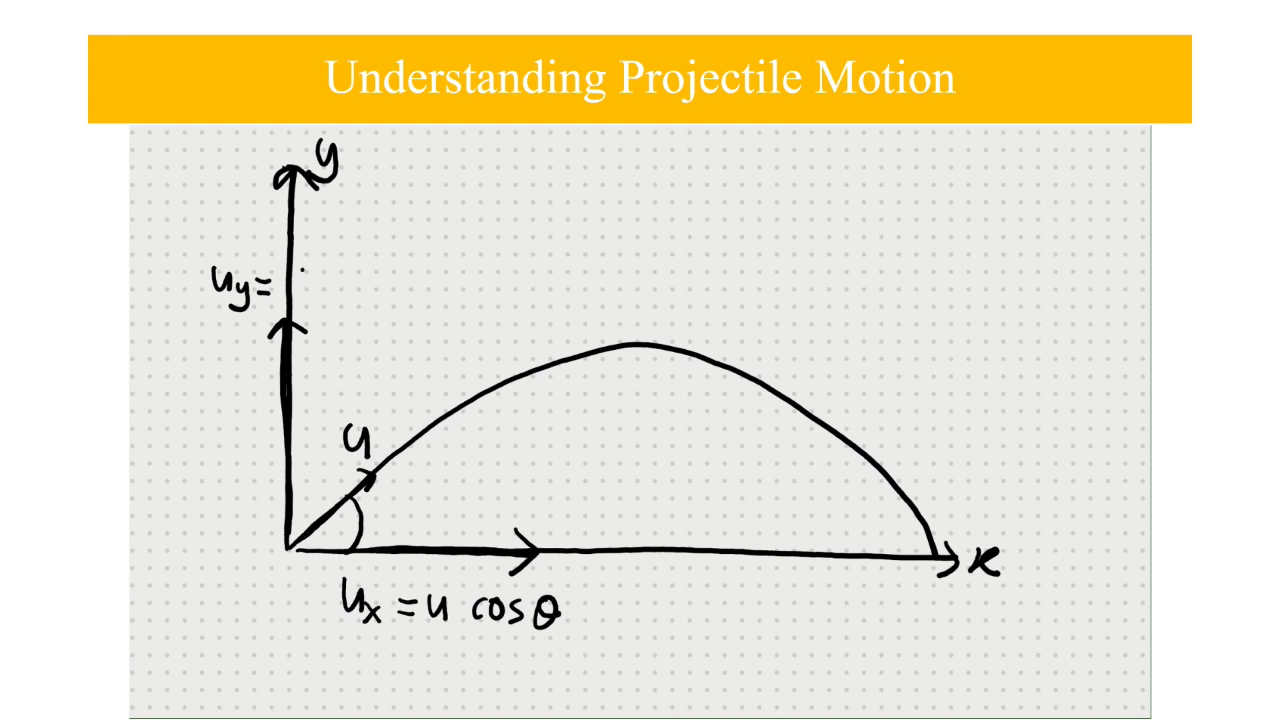 Understanding Projectile Motion
y
uy=
u
x
ux = u cos θ